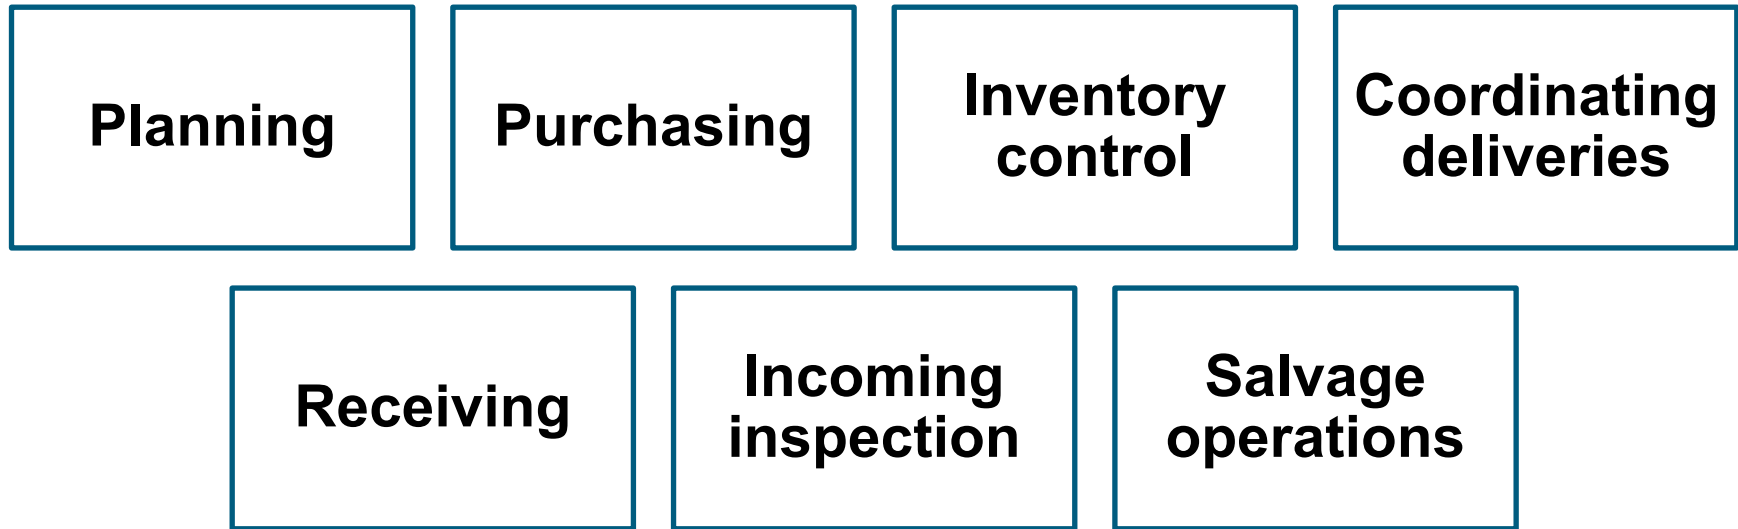 Planning
Purchasing
Inventory
control
Coordinating
deliveries
Receiving
Incoming
inspection
Salvage
operations